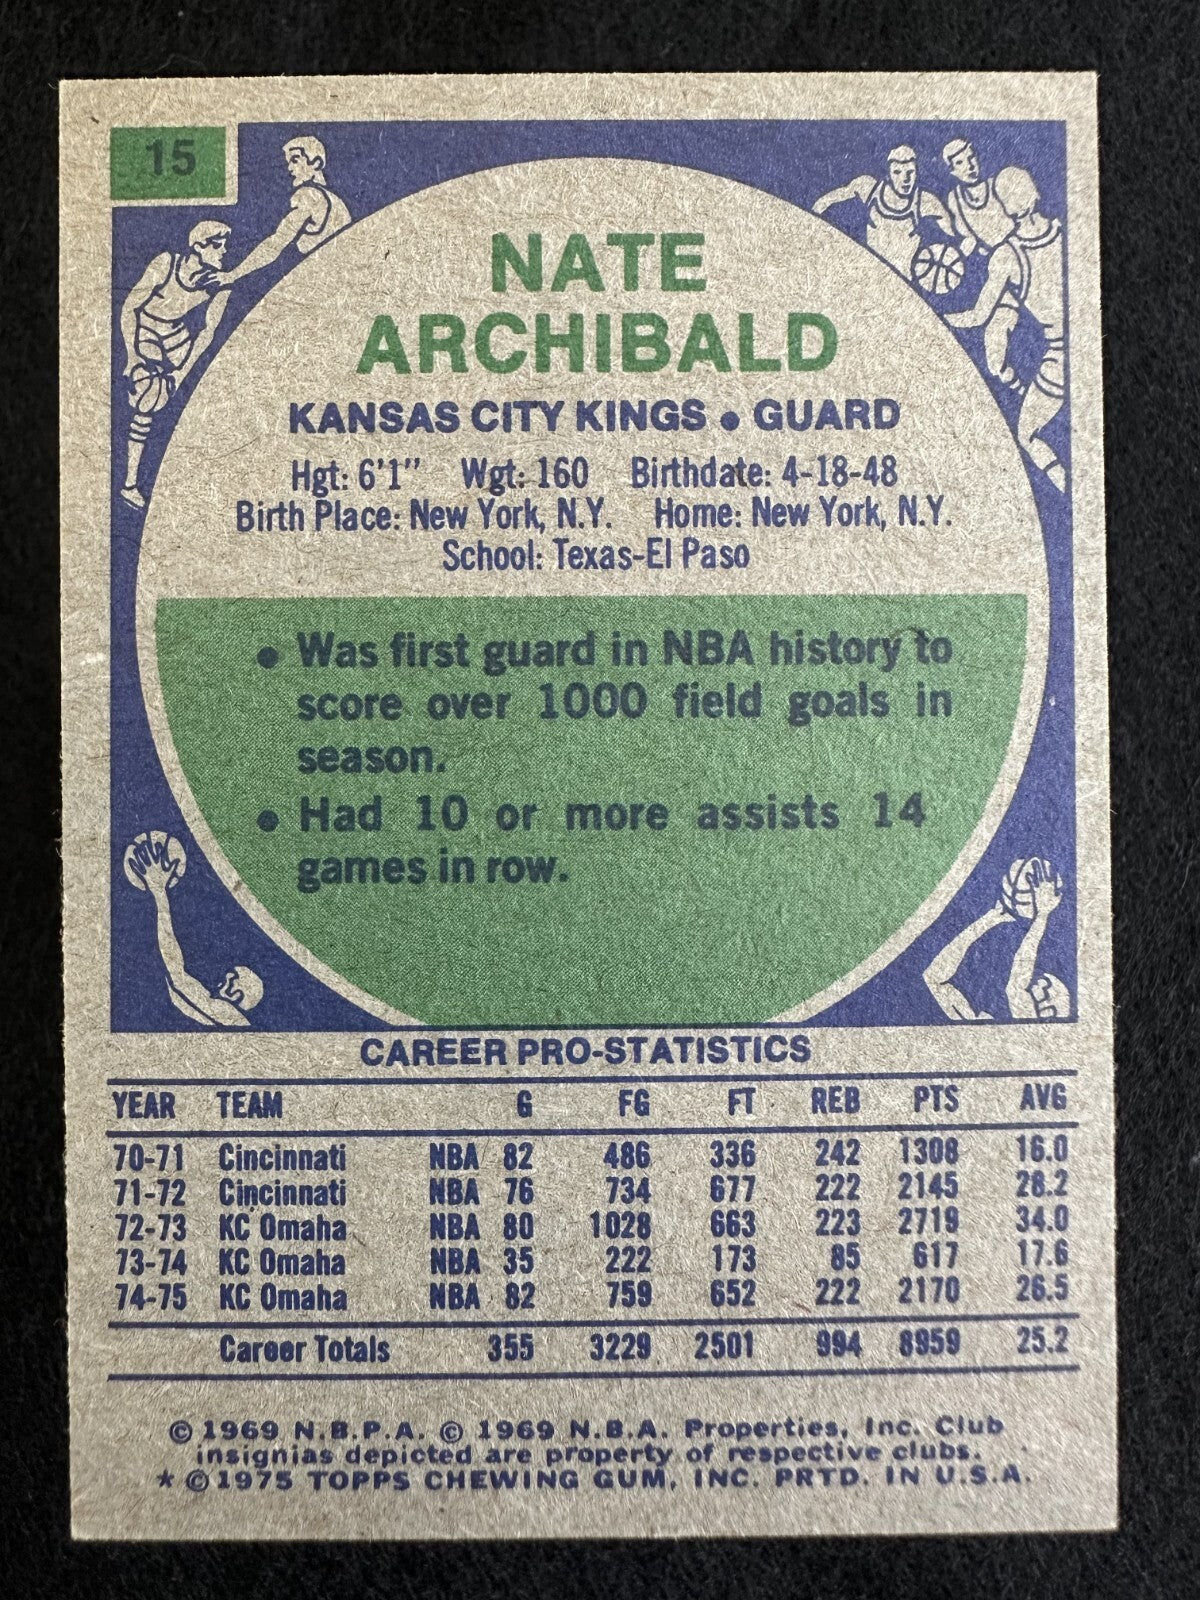 15
NATE
ARCHIBALD
KANSAS CITY KINGS • GUARD
Hgt: 6'1" Wgt: 160 Birthdate: 4-18-48
Birth Place: New York, N.Y. Home: New York, N.Y.
School: Texas-El Paso
• Was first guard in NBA history to
score over 1000 field goals in
season.
• Had 10 or more assists 14
games in row.
CAREER PRO-STATISTICS
YEAR TEAM G FG FT REB PTS AVG
70-71 Cincinnati NBA 82 486 336 242 1308 16.0
71-72 Cincinnati NBA 76 734 677 222 2145 28.2
72-73 KC Omaha NBA 80 1028 663 223 2719 34.0
73-74 KC Omaha NBA 35 222 173 85 617 17.6
74-75 KC Omaha NBA 82 759 652 222 2170 26.5
Career Totals 355 3229 2501 994 8959 25.2
© 1969 N.B.P.A. © 1969 N.B.A. Properties, Inc. Club
insignias depicted are property of respective clubs.
* © 1975 TOPPS CHEWING GUM, INC. PRTD. IN U.S.A.